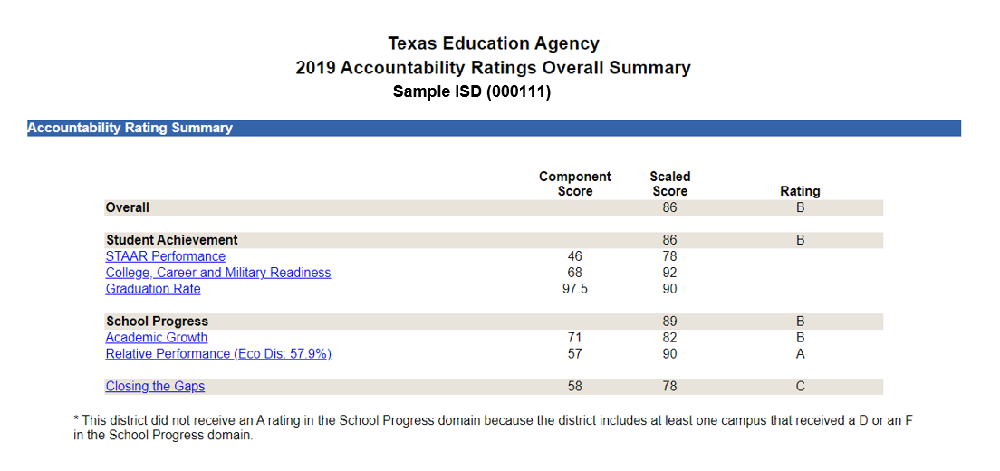 Texas Education Agency
2019 Accountability Ratings Overall Summary
Sample ISD (000111)
Accountability Rating Summary
Component Score Scaled Score Rating
Overall 86 B
Student Achievement 86 B
STAAR Performance 46 78
College, Career and Military Readiness 68 92
Graduation Rate 97.5 90
School Progress 89 B
Academic Growth 71 82 B
Relative Performance (Eco Dis: 57.9%) 57 90 A
Closing the Gaps 58 78 C
* This district did not receive an A rating in the School Progress domain because the district includes at least one campus that received a D or an F
in the School Progress domain.